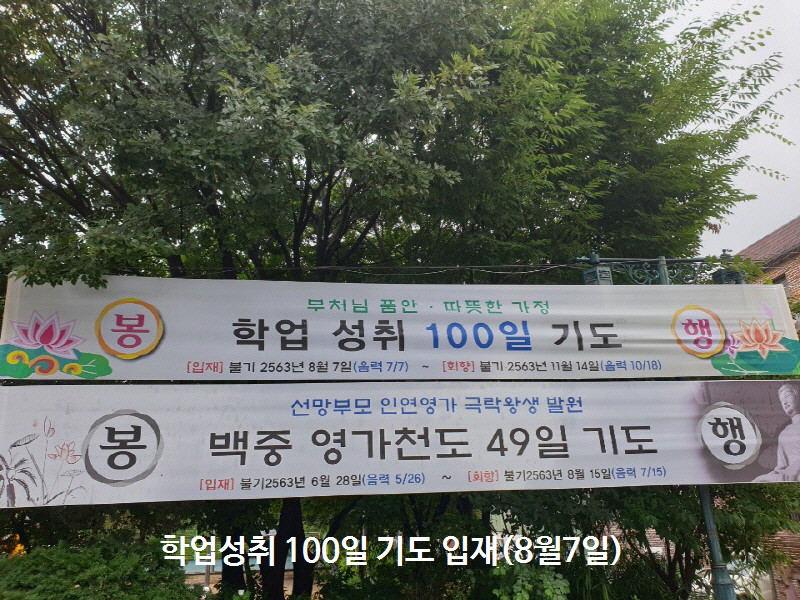 부처님 품안 · 따뜻한 가정
봉 학업 성취 100일 기도 행
[입재] 불기 2563년 8월 7일(음력 7/7) ~ [회향] 불기 2563년 11월 14일(음력 10/18)
선망부모 인연영가 극락왕생 발원
봉 백중 영가천도 49일 기도 행
[입재] 불기2563년 6월 28일(음력 5/26) ~ [회향] 불기2563년 8월 15일(음력 7/15)
학업성취 100일 기도 입재(8월7일)